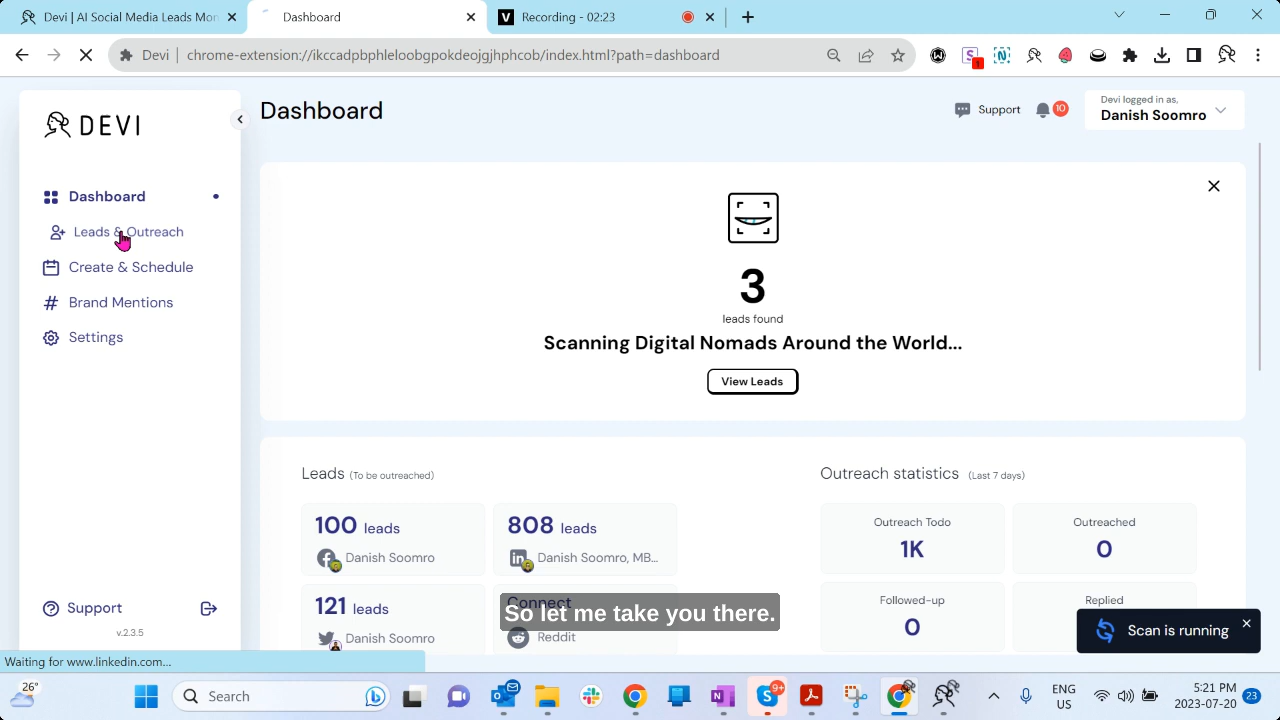 Devi | AI Social Media Leads Mon
Dashboard
V Recording - 02:23
Devi
chrome-extension://ikccadpbphleloobgpokdeojgjhphcob/index.html?path=dashboard
S 1
N
DEVI
Dashboard
Support
10
Devi logged in as,
Danish Soomro
Dashboard
Leads & Outreach
Create & Schedule
Brand Mentions
Settings
3
leads found
Scanning Digital Nomads Around the World...
View Leads
Leads (To be outreached)
Outreach statistics (Last 7 days)
100 leads
Danish Soomro
808 leads
Danish Soomro, MB...
Outreach Todo
1K
Outreached
0
121 leads
Danish Soomro
Connect
Reddit
Followed-up
0
Replied
So let me take you there.
Scan is running
Support
v.2.3.5
Waiting for www.linkedin.com...
26°
Search
9+
ENG
US
5:21 PM
2023-07-20
23